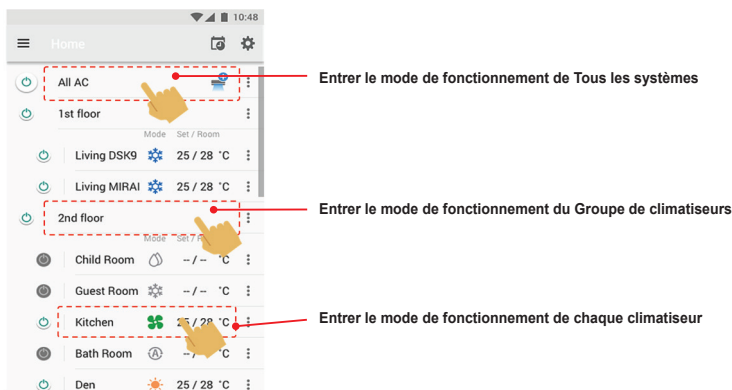 10:48
Home
All AC
Entrer le mode de fonctionnement de Tous les systèmes
1st floor
Mode Set / Room
Living DSK9 25 / 28 °C
Living MIRAI 25 / 28 °C
2nd floor
Entrer le mode de fonctionnement du Groupe de climatiseurs
Mode Set /
Child Room -- / -- °C
Guest Room -- / -- °C
Kitchen 25 / 28 °C
Entrer le mode de fonctionnement de chaque climatiseur
Bath Room A -- / °C
Den 25 / 28 °C